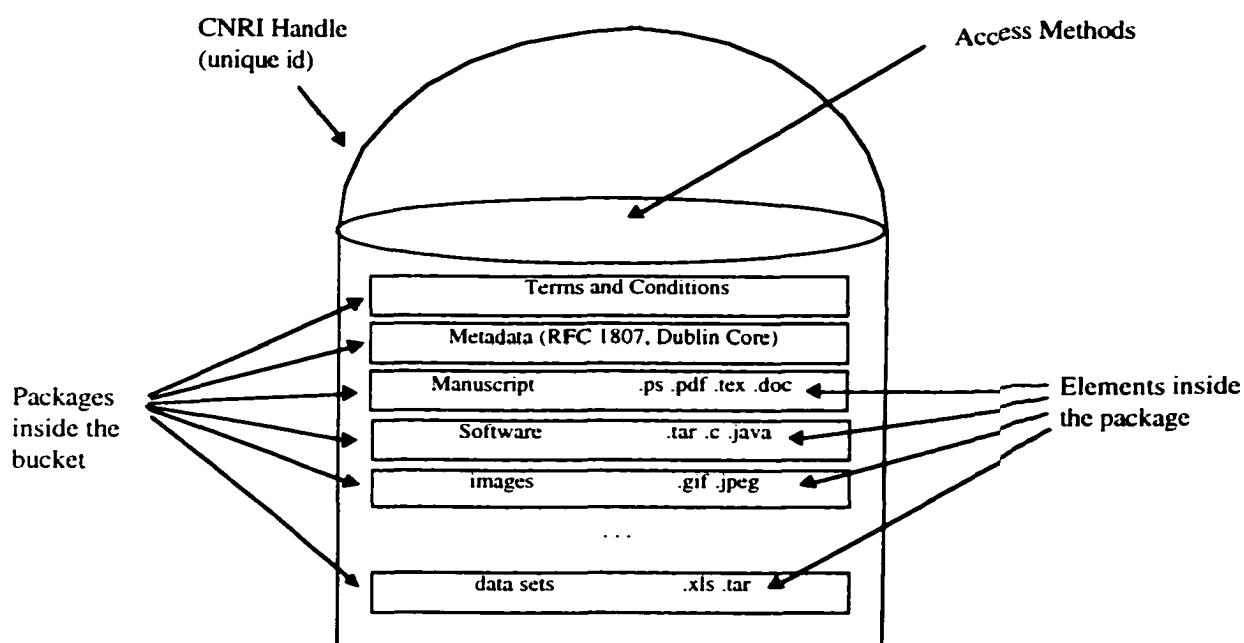 CNRI Handle
(unique id)
Access Methods
Terms and Conditions
Metadata (RFC 1807, Dublin Core)
Manuscript .ps .pdf .tex .doc
Software .tar .c .java
images .gif .jpeg
...
data sets .xls .tar
Packages
inside the
bucket
Elements inside
the package